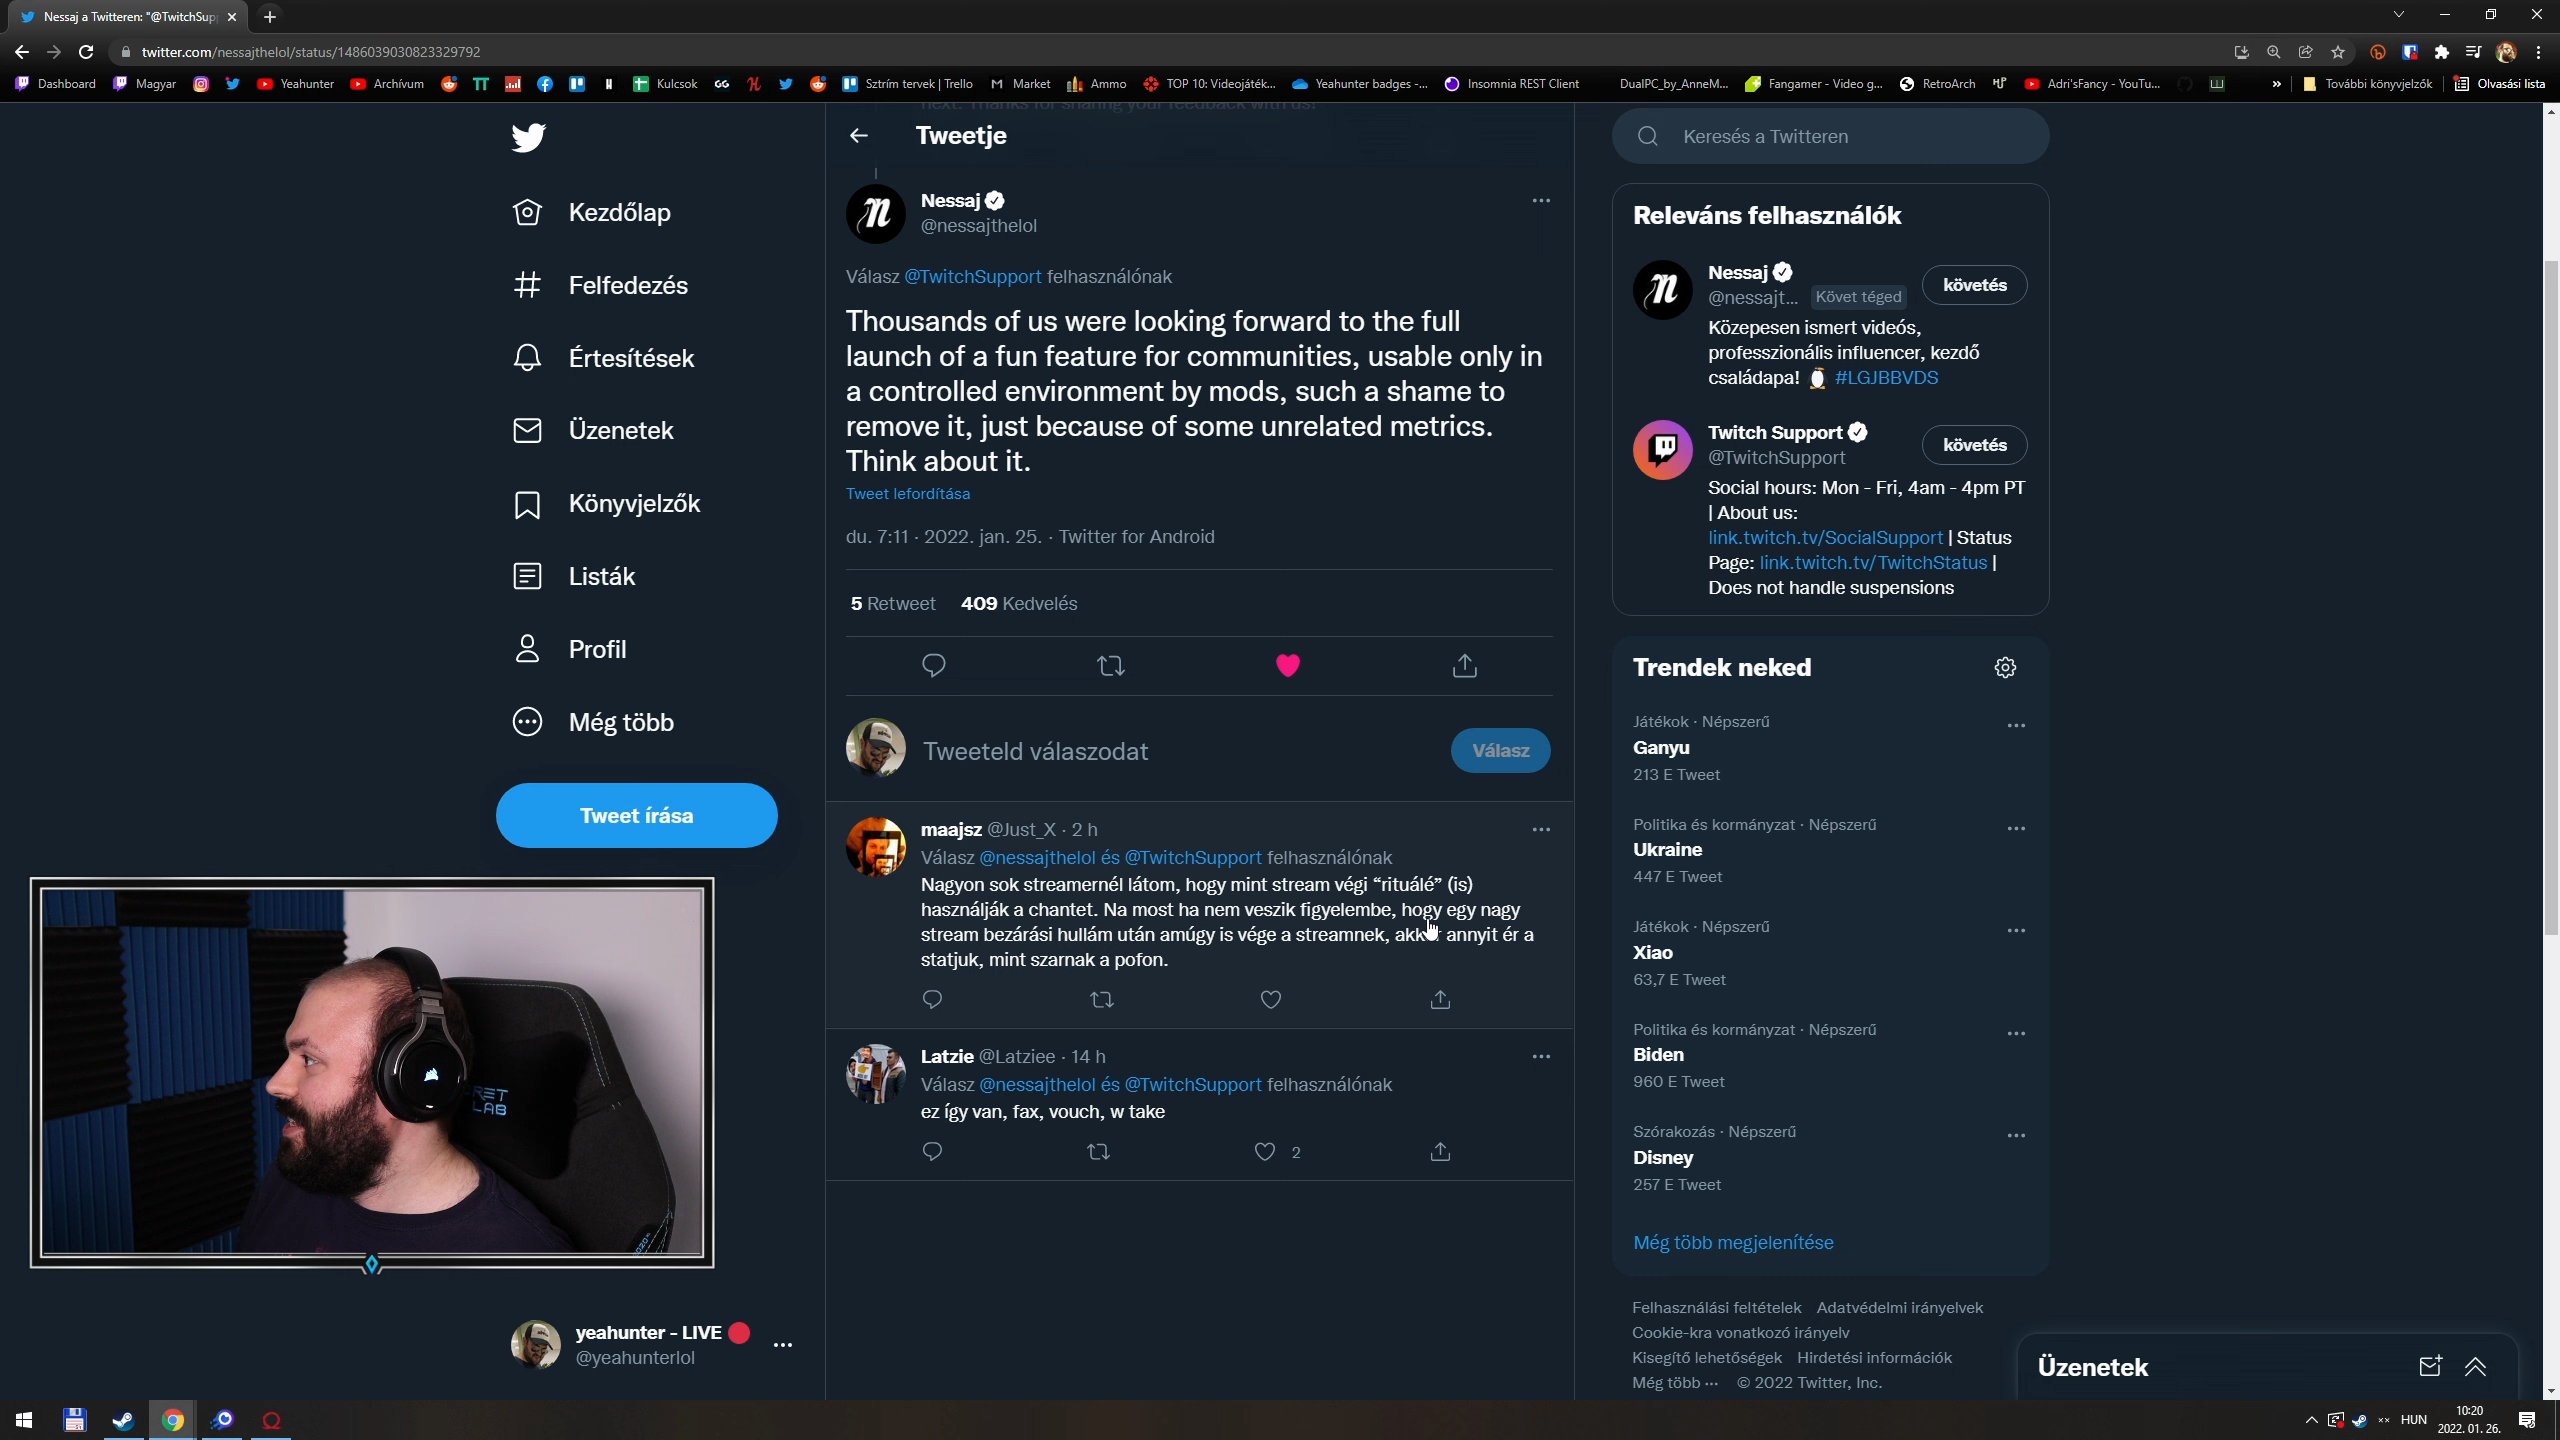 Nessaj a Twitteren: "@TwitchSup
twitter.com/nessajthelol/status/1486039030823329792
Dashboard
Magyar
Yeahunter
Archívum
Kulcsok
Sztrím tervek | Trello
Market
Ammo
TOP 10: Videojáték...
Yeahunter badges -...
Insomnia REST Client
DualPC_by_AnneM...
Fangamer - Video g...
RetroArch
Adri'sFancy - YouTu...
»
További könyvjelzők
Olvasási lista
Kezdőlap
Felfedezés
Értesítések
Üzenetek
Könyvjelzők
Listák
Profil
Még több
Tweet írása
RET
LAB
yeahunter - LIVE
@yeahunterlol
next. Thanks for sharing your feedback with us!
Tweetje
Nessaj
@nessajthelol
Válasz @TwitchSupport felhasználónak
Thousands of us were looking forward to the full
launch of a fun feature for communities, usable only in
a controlled environment by mods, such a shame to
remove it, just because of some unrelated metrics.
Think about it.
Tweet lefordítása
du. 7:11 · 2022. jan. 25. · Twitter for Android
5 Retweet 409 Kedvelés
Tweeteld válaszodat
Válasz
maajsz @Just_X · 2 h
Válasz @nessajthelol és @TwitchSupport felhasználónak
Nagyon sok streamernél látom, hogy mint stream végi “rituálé” (is)
használják a chantet. Na most ha nem veszik figyelembe, hogy egy nagy
stream bezárási hullám után amúgy is vége a streamnek, akkor annyit ér a
statjuk, mint szarnak a pofon.
Latzie @Latziee · 14 h
Válasz @nessajthelol és @TwitchSupport felhasználónak
ez így van, fax, vouch, w take
2
Keresés a Twitteren
Releváns felhasználók
Nessaj
@nessajt... Követ téged
követés
Közepesen ismert videós,
professzionális influencer, kezdő
családapa! #LGJBBVDS
Twitch Support
@TwitchSupport
követés
Social hours: Mon - Fri, 4am - 4pm PT
| About us:
link.twitch.tv/SocialSupport | Status
Page: link.twitch.tv/TwitchStatus |
Does not handle suspensions
Trendek neked
Játékok · Népszerű
Ganyu
213 E Tweet
Politika és kormányzat · Népszerű
Ukraine
447 E Tweet
Játékok · Népszerű
Xiao
63,7 E Tweet
Politika és kormányzat · Népszerű
Biden
960 E Tweet
Szórakozás · Népszerű
Disney
257 E Tweet
Még több megjelenítése
Felhasználási feltételek Adatvédelmi irányelvek
Cookie-kra vonatkozó irányelv
Kisegítő lehetőségek Hirdetési információk
Még több ··· © 2022 Twitter, Inc.
Üzenetek
HUN
10:20
2022. 01. 26.